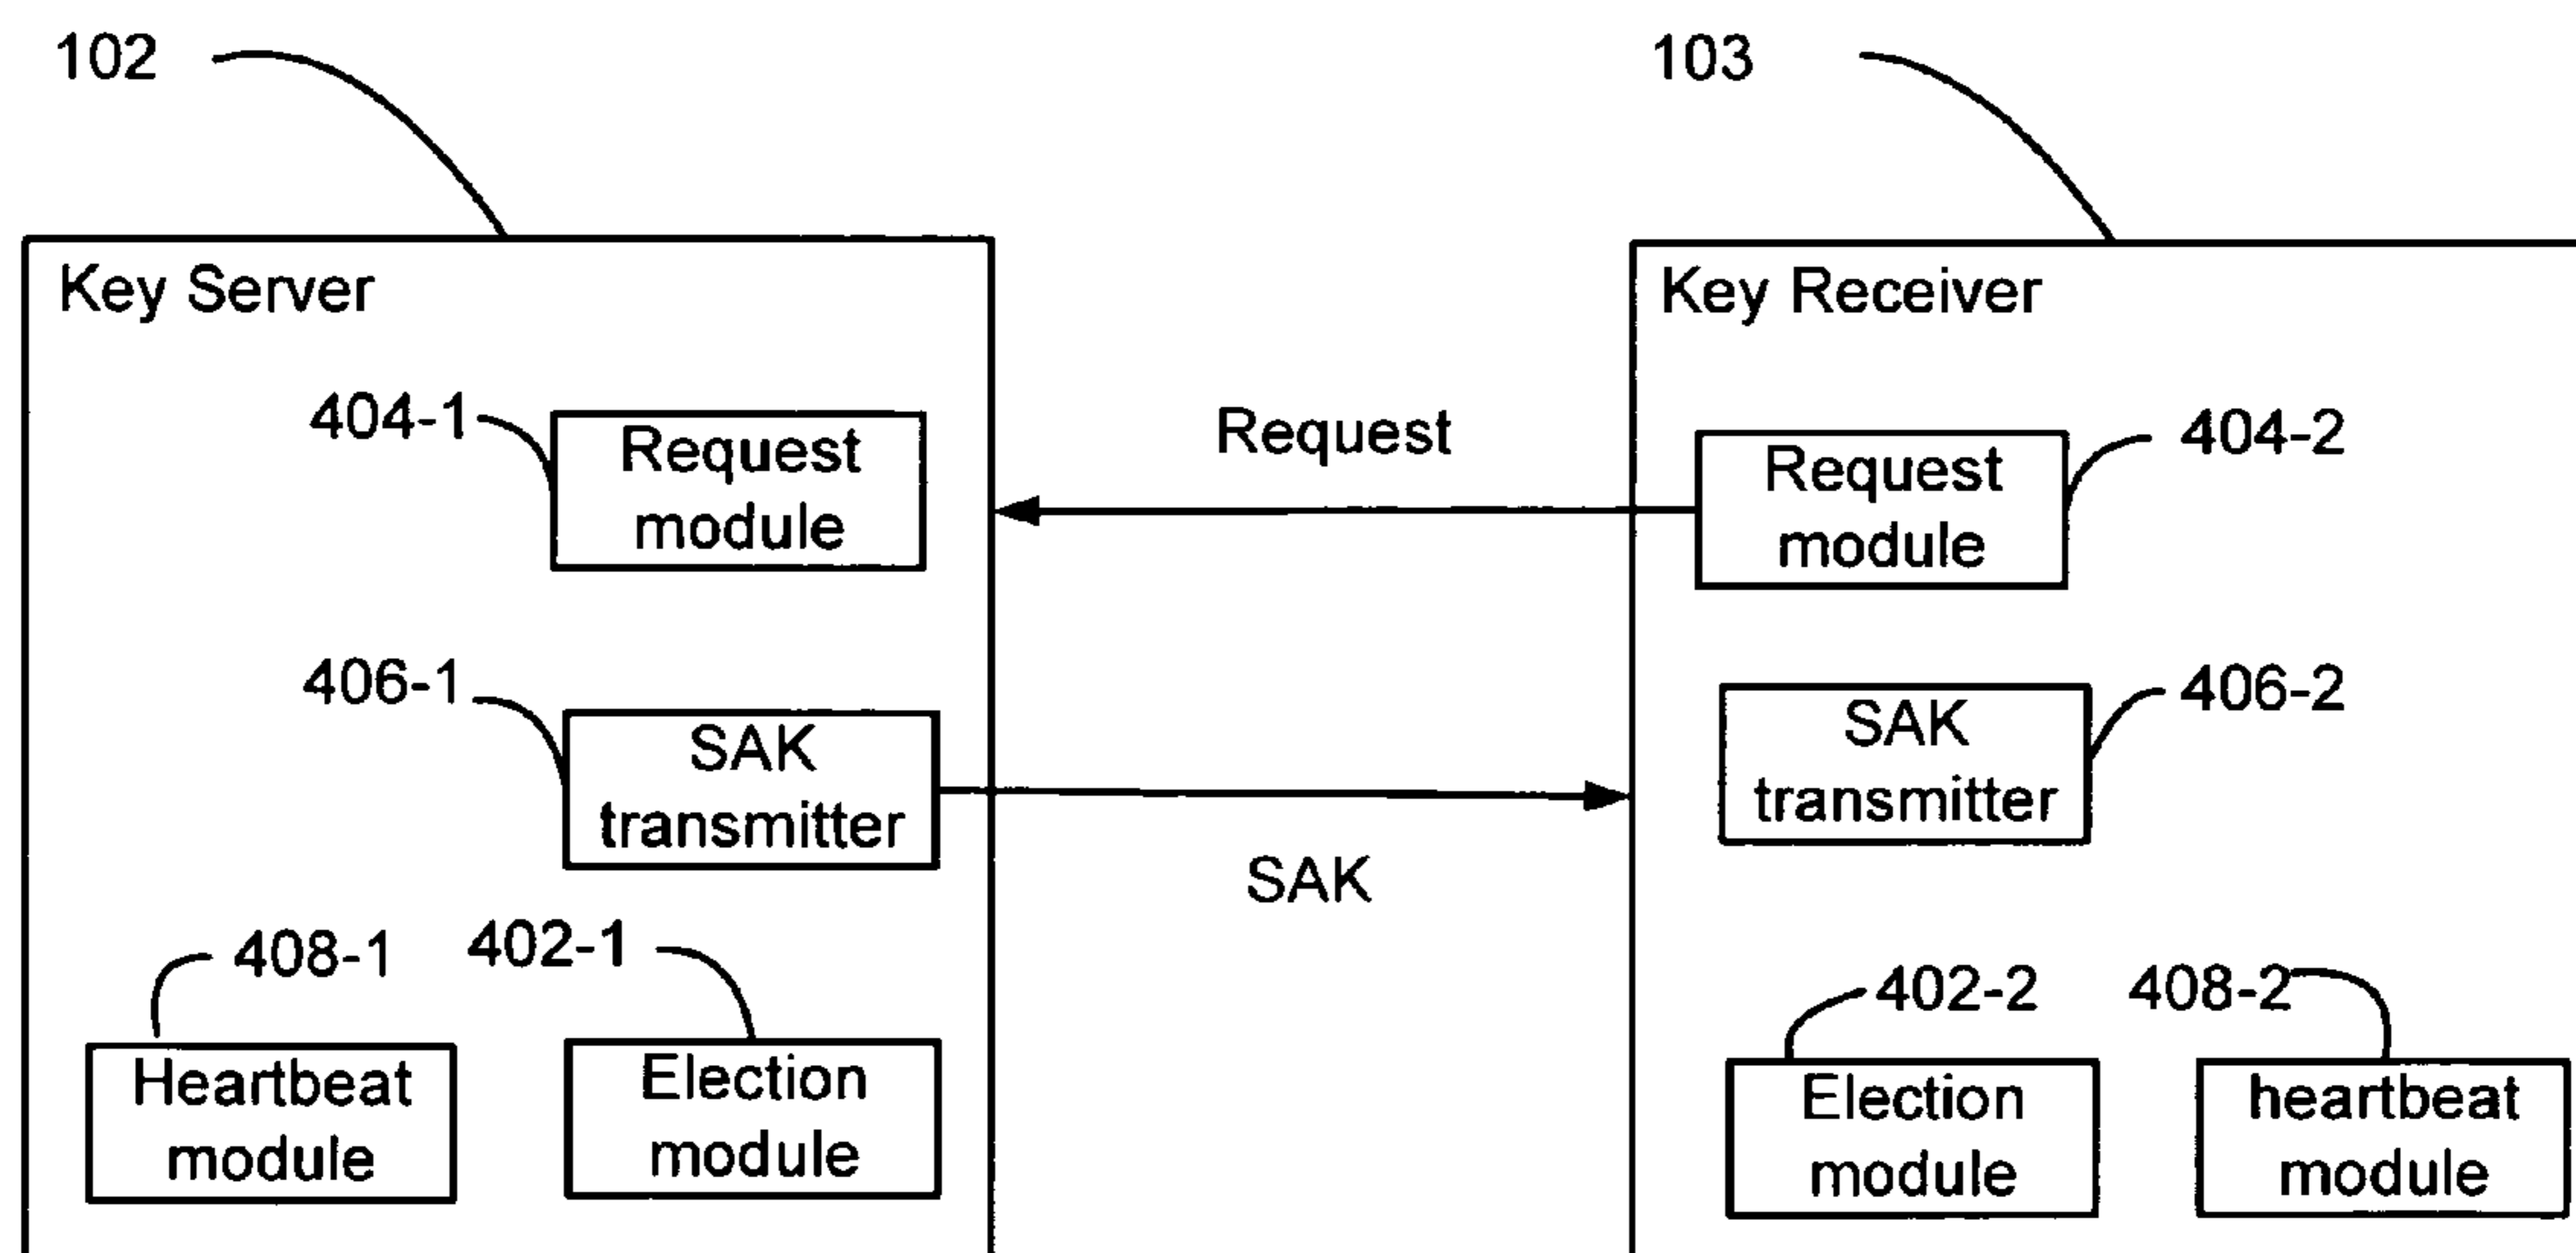 102
103
Key Server
Key Receiver
404-1
Request
module
Request
Request
module
404-2
406-1
SAK
transmitter
SAK
SAK
transmitter
406-2
408-1
402-1
402-2
408-2
Heartbeat
module
Election
module
Election
module
heartbeat
module